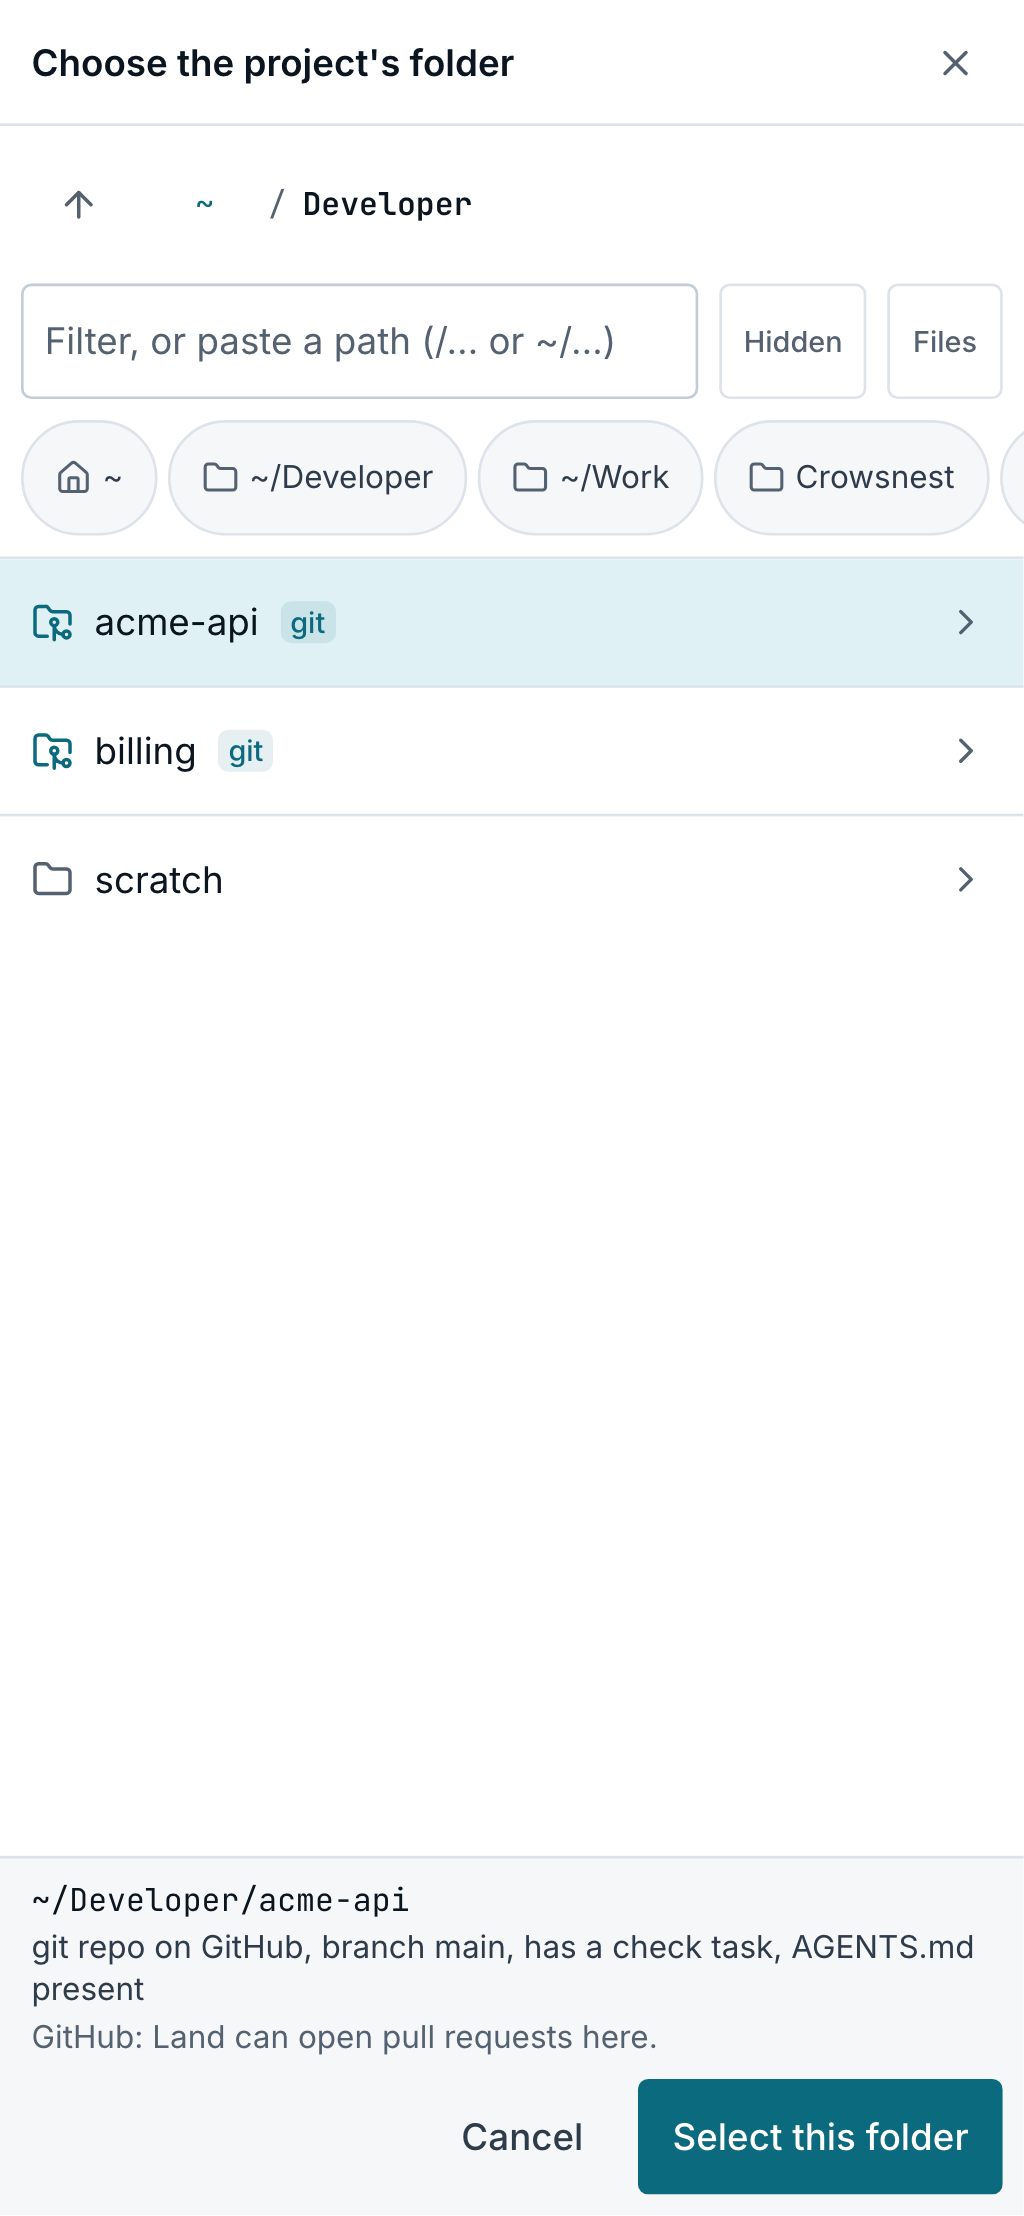 Choose the project's folder
~ / Developer
Filter, or paste a path (/... or ~/...) Hidden Files
~ ~/Developer ~/Work Crowsnest
acme-api git
billing git
scratch
~/Developer/acme-api
git repo on GitHub, branch main, has a check task, AGENTS.md
present
GitHub: Land can open pull requests here.
Cancel Select this folder